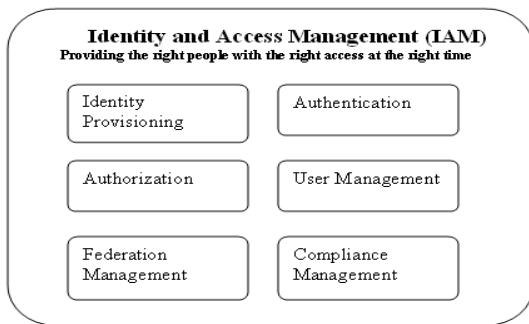 Identity and Access Management (IAM)
Providing the right people with the right access at the right time
Identity
Provisioning
Authentication
Authorization
User Management
Federation
Management
Compliance
Management